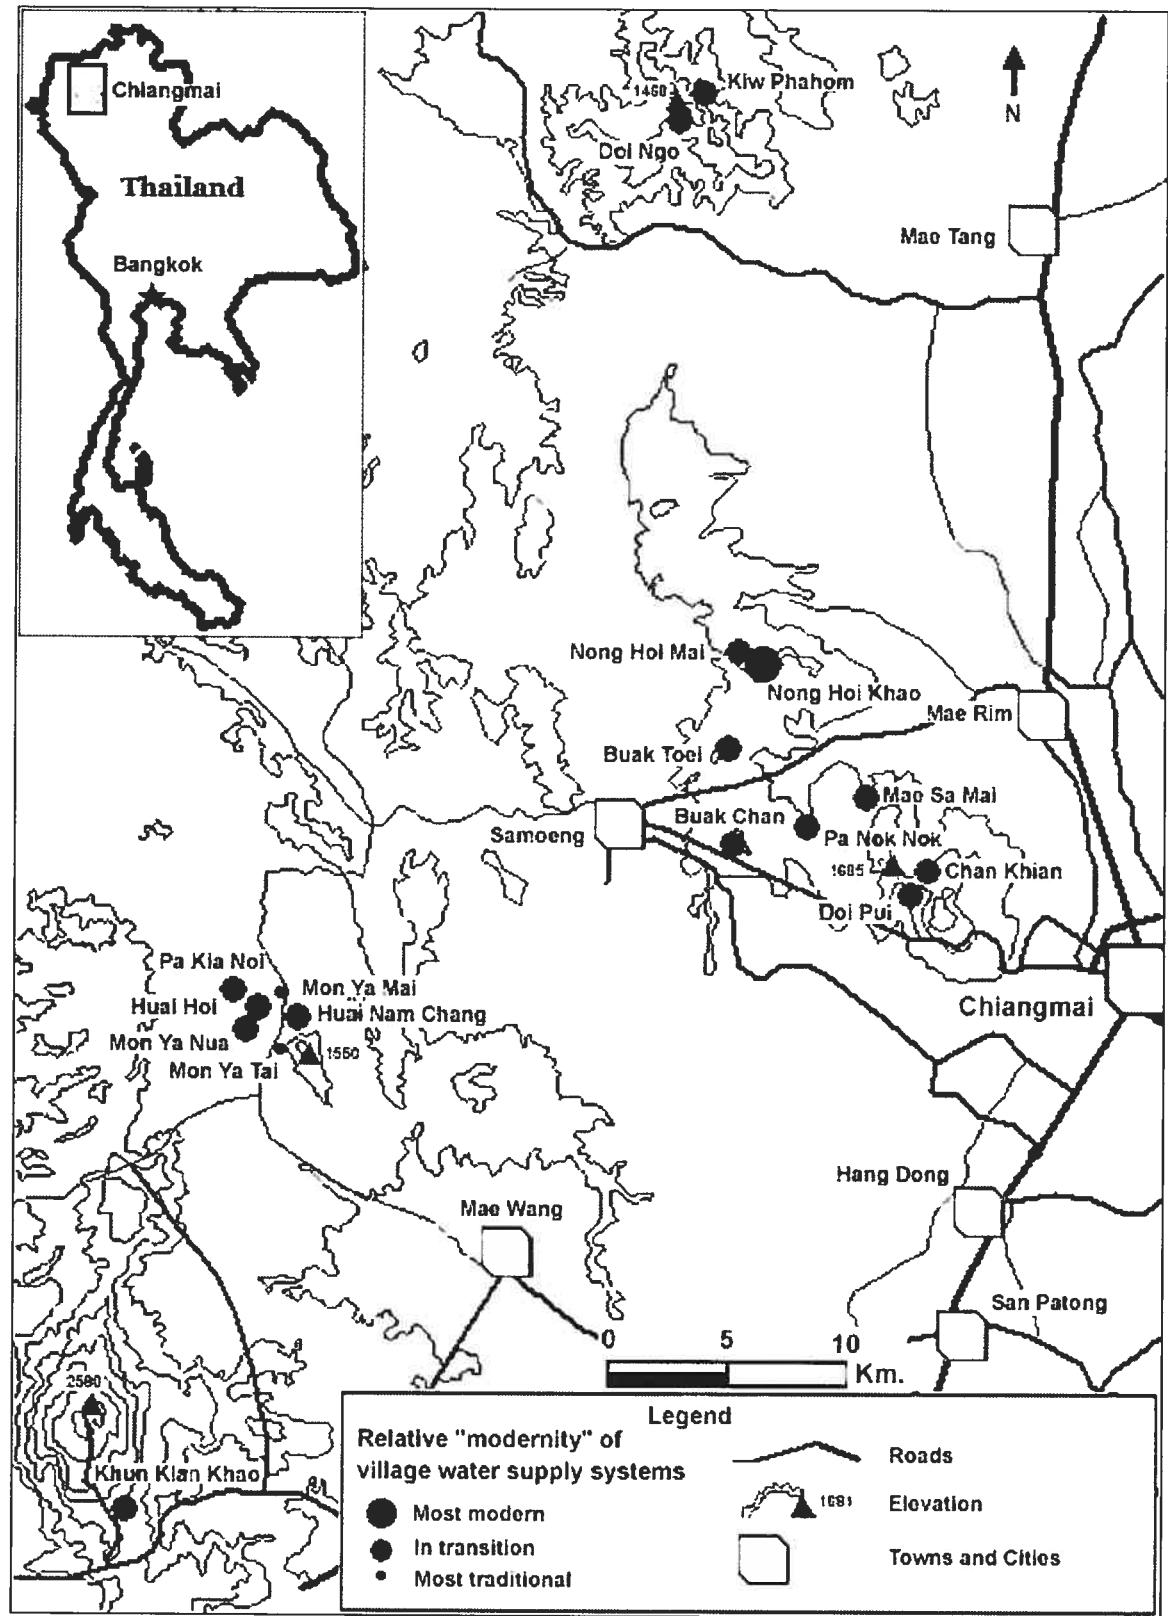 Chiangmai
Thailand
Bangkok
1460
Kiw Phahom
Doi Ngo
N
Mae Tang
Nong Hoi Mai
Nong Hoi Khao
Mae Rim
Buak Toei
Mae Sa Mai
Buak Chan
Samoeng
Pa Nok Nok
1685
Chan Khian
Doi Pui
Pa Kia Noi
Mon Ya Mai
Huai Hoi
Huai Nam Chang
Chiangmai
Mon Ya Nua
1550
Mon Ya Tai
Hang Dong
Mae Wang
San Patong
0 5 10
Km.
2580
Khun Klan Khao
Legend
Relative "modernity" of
village water supply systems
Most modern
In transition
Most traditional
Roads
1681
Elevation
Towns and Cities